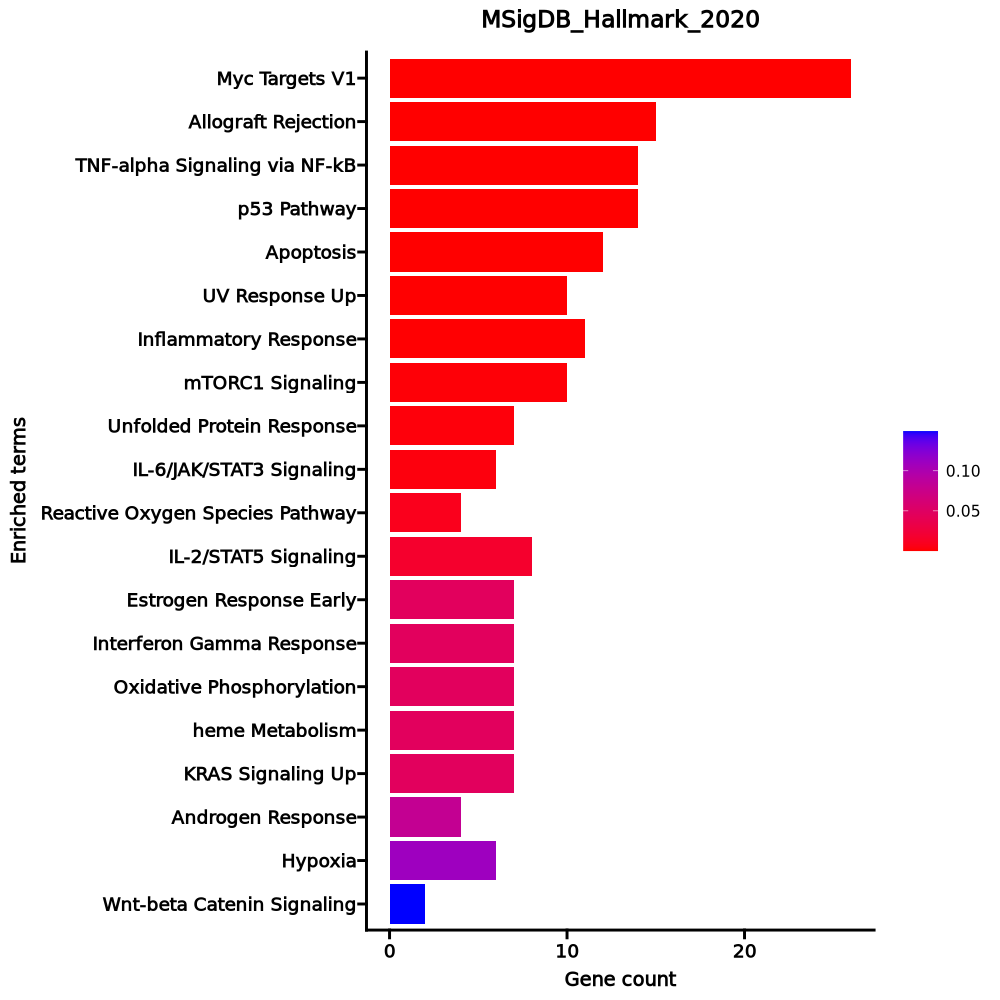 MSigDB_Hallmark_2020
Enriched terms
Myc Targets V1
Allograft Rejection
TNF-alpha Signaling via NF-kB
p53 Pathway
Apoptosis
UV Response Up
Inflammatory Response
mTORC1 Signaling
Unfolded Protein Response
IL-6/JAK/STAT3 Signaling
Reactive Oxygen Species Pathway
IL-2/STAT5 Signaling
Estrogen Response Early
Interferon Gamma Response
Oxidative Phosphorylation
heme Metabolism
KRAS Signaling Up
Androgen Response
Hypoxia
Wnt-beta Catenin Signaling
0 10 20
Gene count
0.10
0.05